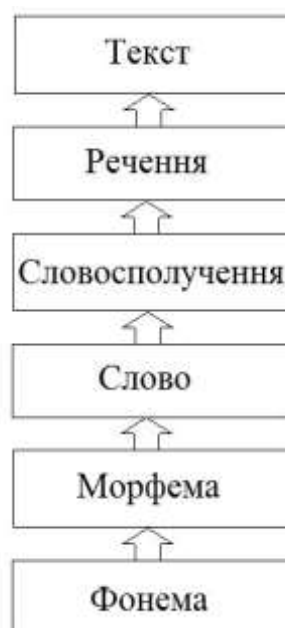 Текст
Речення
Словосполучення
Слово
Морфема
Фонема